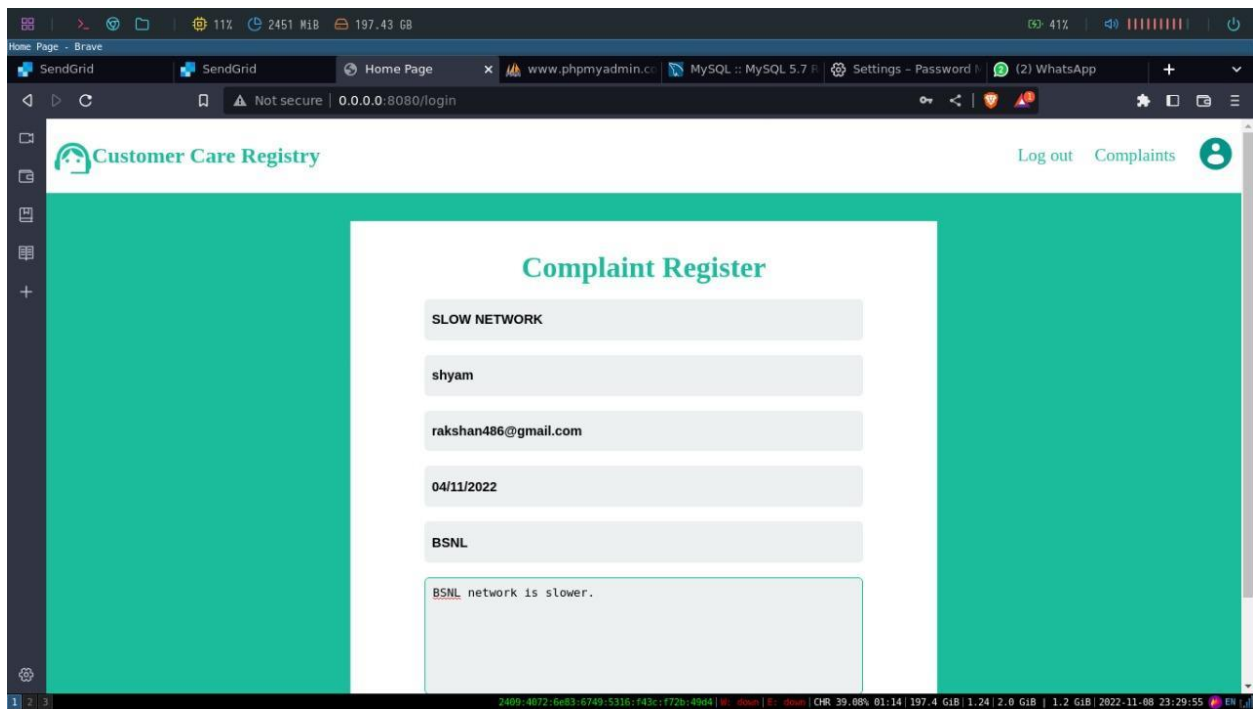 11% 2451 MiB 197.43 GB 41%
Home Page - Brave
SendGrid SendGrid Home Page www.phpmyadmin.co MySQL :: MySQL 5.7 R Settings - Password (2) WhatsApp
Not secure 0.0.0.0:8080/login
Customer Care Registry
Log out Complaints
Complaint Register
SLOW NETWORK
shyam
rakshan486@gmail.com
04/11/2022
BSNL
BSNL network is slower.
1 2 3 2409:4072:6e83:6749:5316:f43c:f72b:49d4| W: down| E: down| CHR 39.08% 01:14| 197.4 GiB| 1.24| 2.0 GiB | 1.2 GiB| 2022-11-08 23:29:55 EN